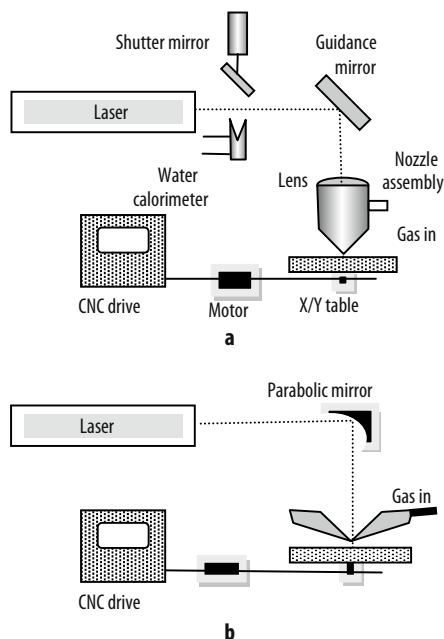 Shutter mirror
Guidance
mirror
Laser
Water
calorimeter
Lens
Nozzle
assembly
Gas in
CNC drive
Motor
X/Y table
a
Parabolic mirror
Laser
Gas in
CNC drive
b